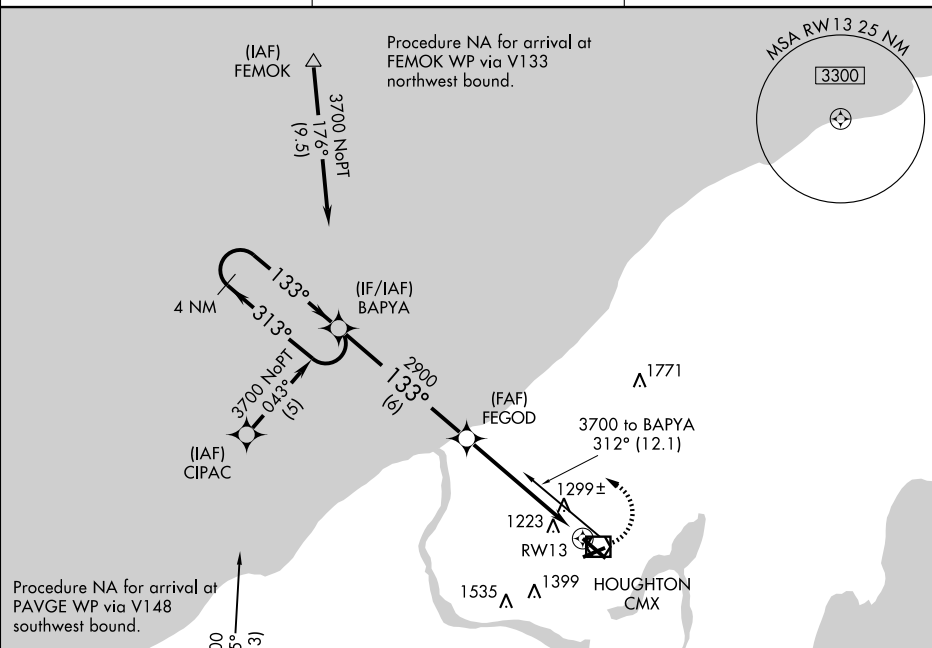 (IAF)
FEMOK
Procedure NA for arrival at
FEMOK WP via V133
northwest bound.
MSA RW13 25 NM
3300
3700 NoPT
176°
(9.5)
4 NM
133°
313°
(IF/IAF)
BAPYA
3700 NoPT
043°
(5)
(IAF)
CIPAC
2900
133°
(6)
(FAF)
FEGOD
1771
3700 to BAPYA
312° (12.1)
1299±
1223
RW13
1535
1399
HOUGHTON
CMX
Procedure NA for arrival at
PAVGE WP via V148
southwest bound.
00
5°
3)